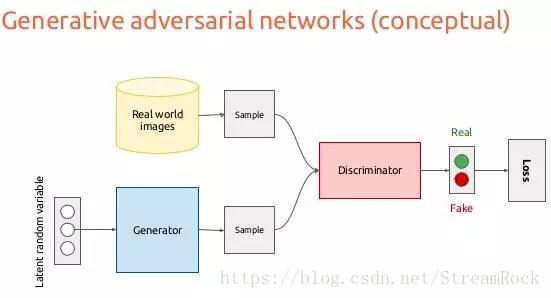 Generative adversarial networks (conceptual)
Real world
images
Sample
Latent random variable
Generator
Sample
Discriminator
Real
Fake
Loss
https://blog.csdn.net/StreamRock